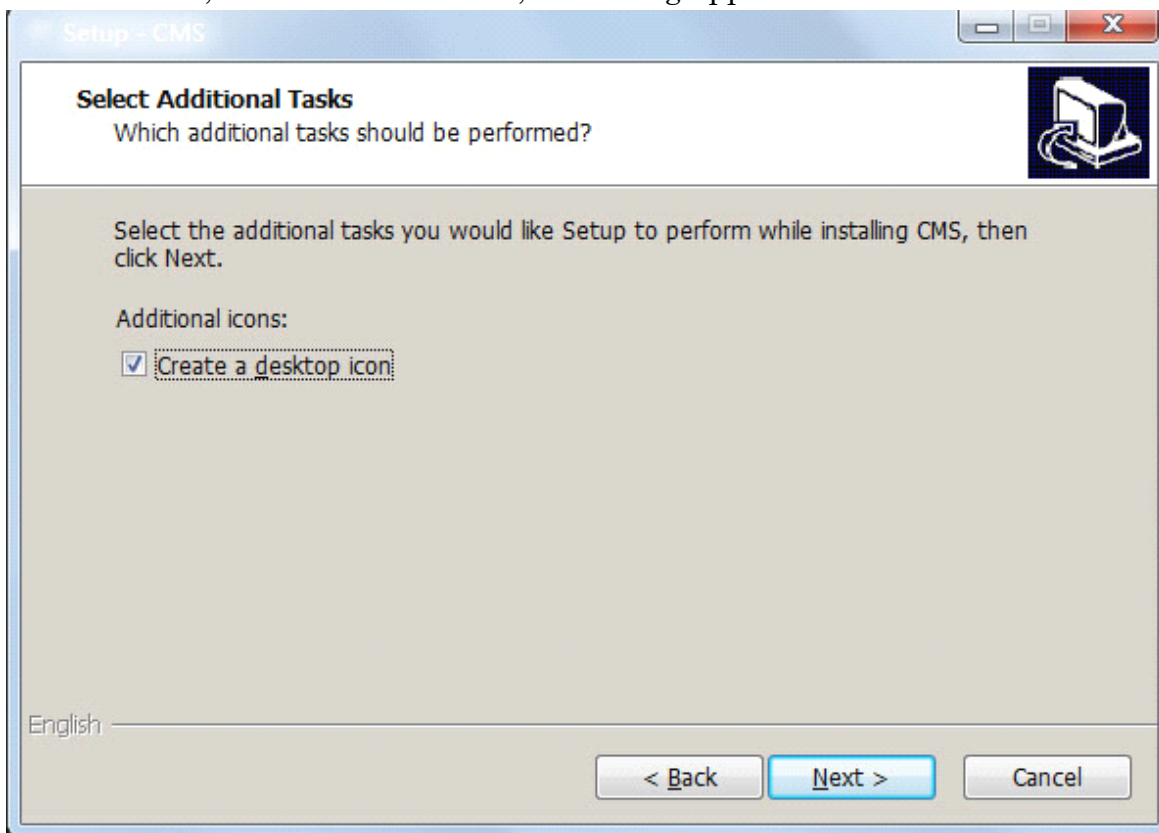 Setup - CMS
Select Additional Tasks
Which additional tasks should be performed?
Select the additional tasks you would like Setup to perform while installing CMS, then
click Next.
Additional icons:
Create a desktop icon
English
< Back Next > Cancel